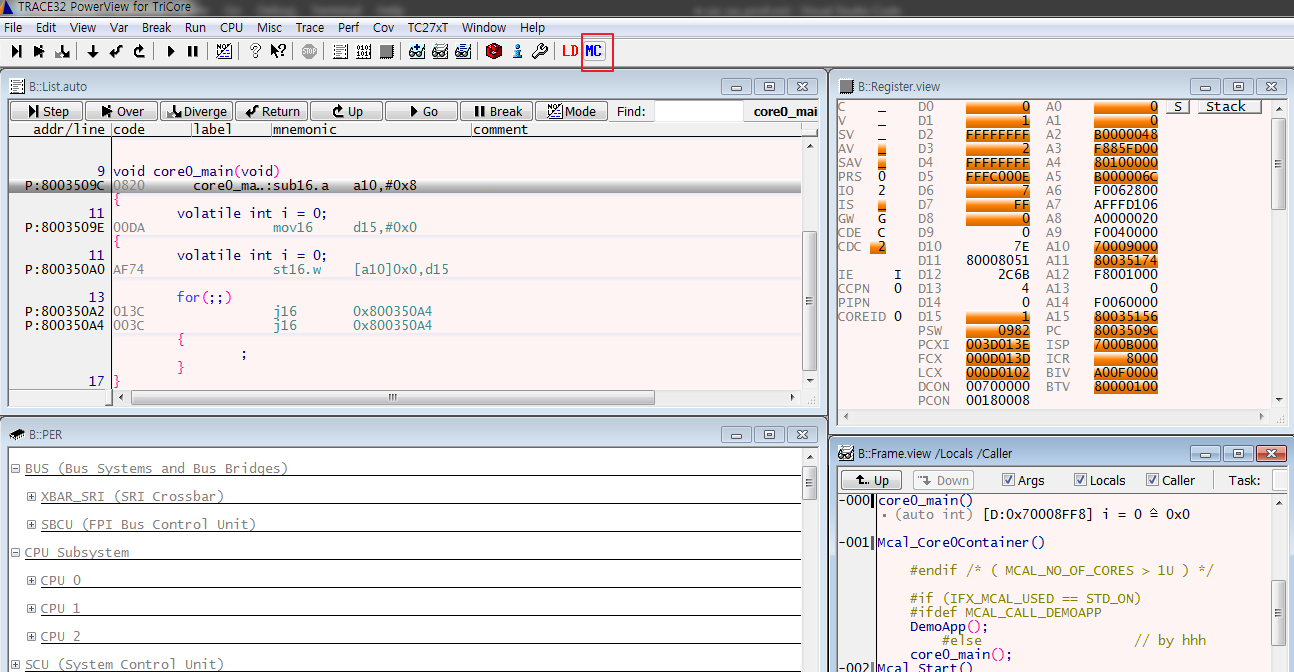 TRACE32 PowerView for TriCore
File Edit View Var Break Run CPU Misc Trace Perf Cov TC27xT Window Help
LD MC
B::List.auto
Step Over Diverge Return Up Go Break Mode Find: core0_mai
addr/line code label mnemonic comment
9 void core0_main(void)
P:8003509C 0820 core0_ma..:sub16.a a10,#0x8
{
11 volatile int i = 0;
P:8003509E 00DA mov16 d15,#0x0
{
11 volatile int i = 0;
P:800350A0 AF74 st16.w [a10]0x0,d15
13 for(;;)
P:800350A2 013C j16 0x800350A4
P:800350A4 003C j16 0x800350A4
{
;
}
17 }
B::Register.view
C _ D0 0 A0 0 S Stack
V _ D1 1 A1 0
SV _ D2 FFFFFFFF A2 B0000048
AV _ D3 2 A3 F885FD00
SAV _ D4 FFFFFFFF A4 80100000
PRS 0 D5 FFFC000E A5 B000006C
IO 2 D6 7 A6 F0062800
IS _ D7 FF A7 AFFFD106
GW G D8 0 A8 A0000020
CDE C D9 0 A9 F0040000
CDC 2 D10 7E A10 70009000
D11 80008051 A11 80035174
IE I D12 2C6B A12 F8001000
CCPN 0 D13 4 A13 0
PIPN D14 0 A14 F0060000
COREID 0 D15 1 A15 80035156
PSW 0982 PC 8003509C
PCXI 003D013E ISP 7000B000
FCX 000D013D ICR 8000
LCX 000D0102 BIV A00F0000
DCON 00700000 BTV 80000100
PCON 00180008
B::PER
BUS (Bus Systems and Bus Bridges)
XBAR_SRI (SRI Crossbar)
SBCU (FPI Bus Control Unit)
CPU Subsystem
CPU 0
CPU 1
CPU 2
SCU (System Control Unit)
B::Frame.view /Locals /Caller
Up Down Args Locals Caller Task:
-000 core0_main()
(auto int) [D:0x70008FF8] i = 0 ≙ 0x0
-001 Mcal_Core0Container()
#endif /* ( MCAL_NO_OF_CORES > 1U ) */
#if (IFX_MCAL_USED == STD_ON)
#ifdef MCAL_CALL_DEMOAPP
DemoApp();
#else // by hhh
core0_main();
-002 Mcal_Start()